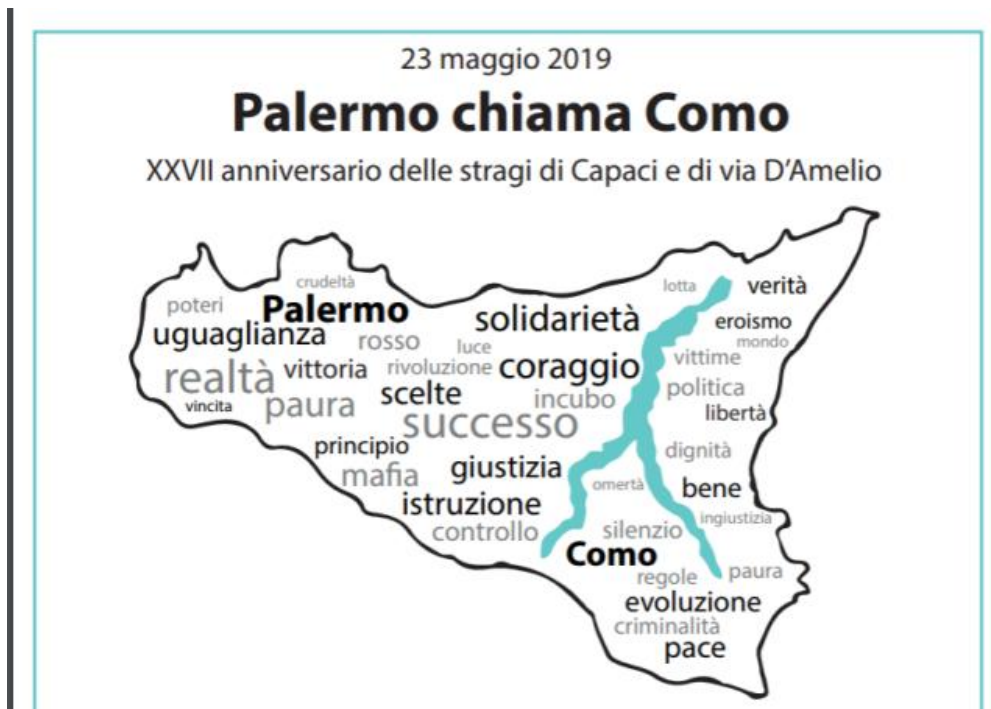 23 maggio 2019
Palermo chiama Como
XXVII anniversario delle stragi di Capaci e di via D'Amelio
crudeltà
lotta
verità
poteri
Palermo
solidarietà
eroismo
uguaglianza
rosso
luce
mondo
vittime
realtà
vittoria
rivoluzione
coraggio
politica
vincita
paura
scelte
incubo
libertà
successo
principio
dignità
mafia
giustizia
omertà
bene
istruzione
ingiustizia
controllo
silenzio
Como
regole
paura
evoluzione
criminalità
pace